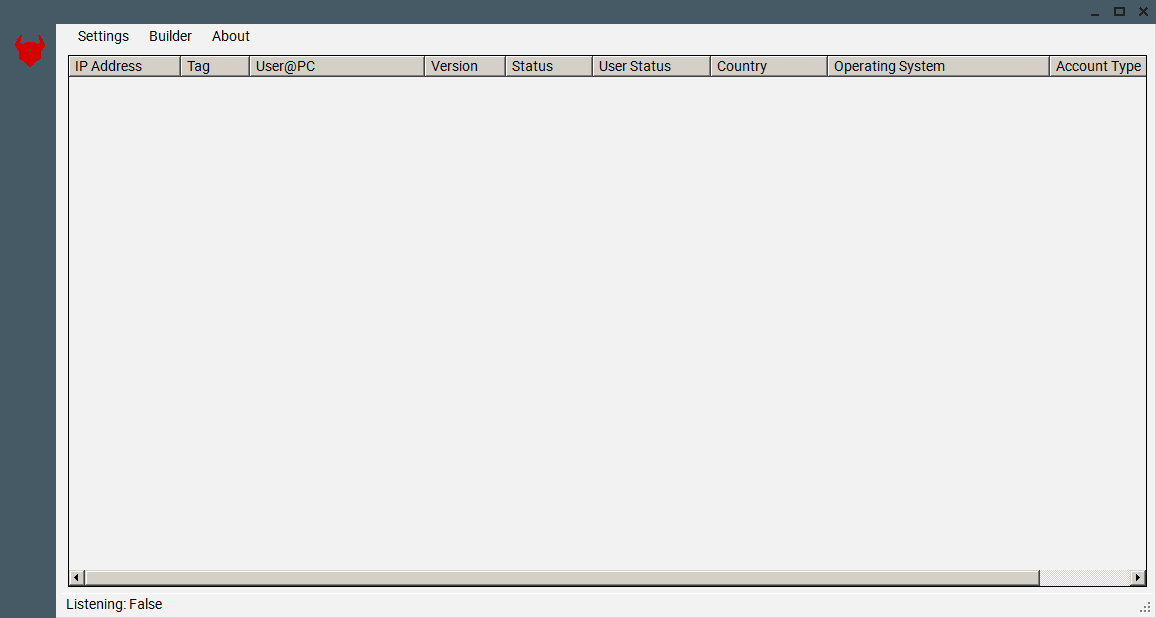 Settings Builder About
IP Address Tag User@PC Version Status User Status Country Operating System Account Type
Listening: False